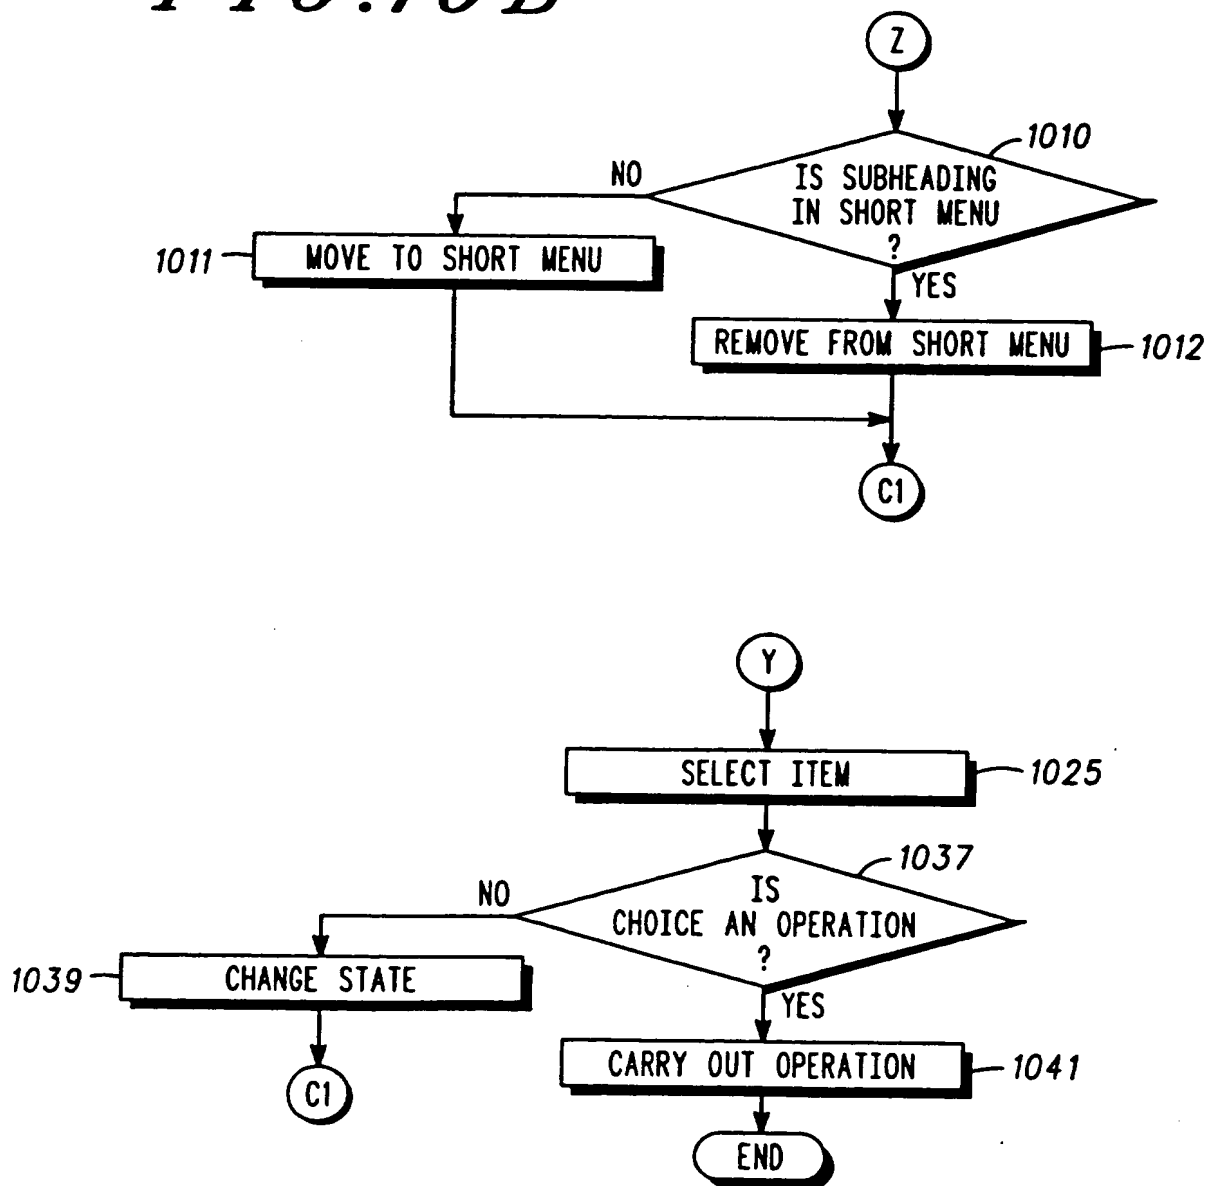 FIG.10B
Z
1010
IS SUBHEADING
IN SHORT MENU
?
NO
YES
1011
MOVE TO SHORT MENU
REMOVE FROM SHORT MENU
1012
C1
Y
SELECT ITEM
1025
1037
IS
CHOICE AN OPERATION
?
NO
YES
1039
CHANGE STATE
C1
CARRY OUT OPERATION
1041
END